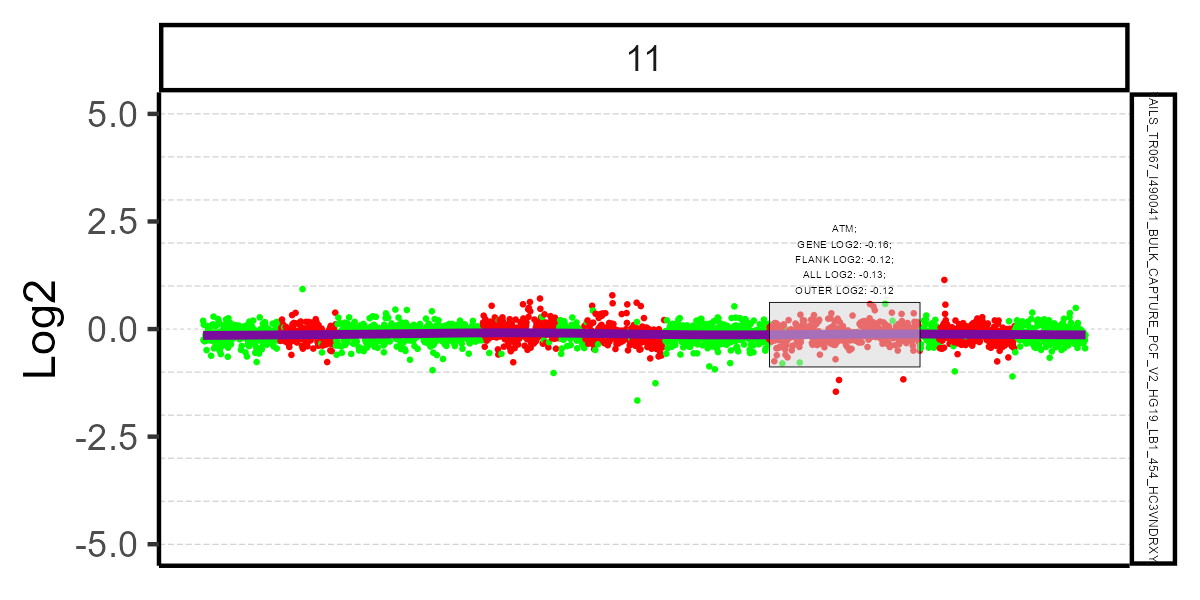 11
5.0
2.5
0.0
-2.5
-5.0
Log2
ATM;
GENE LOG2: -0.16;
FLANK LOG2: -0.12;
ALL LOG2: -0.13;
OUTER LOG2: -0.12
AILS_TR067_I490041_BULK_CAPTURE_PCF_V2_HG19_LB1_454_HC3VNDRXY